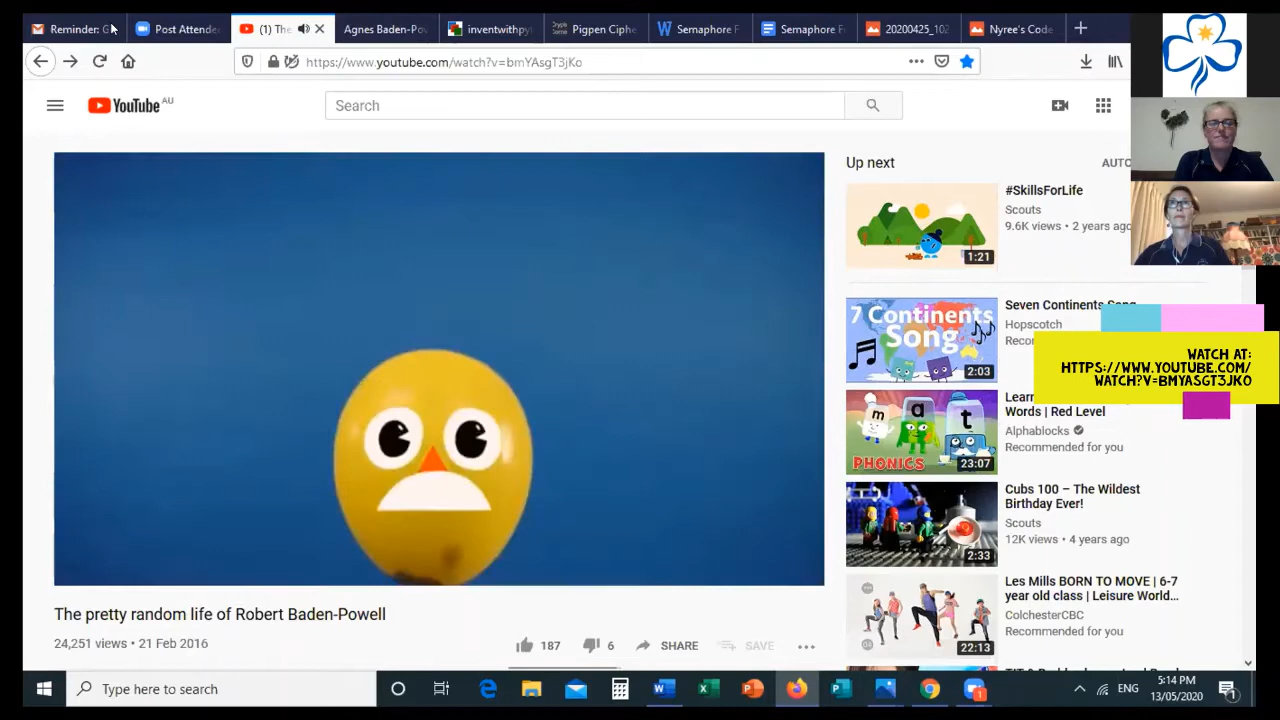 Reminder: G
Post Attende
(1) The
Agnes Baden-Po
inventwithpy
Pigpen Ciphe
Semaphore F
Semaphore F
20200425_102
Nyree's Code
https://www.youtube.com/watch?v=bmYAsgT3jKo
YouTube AU
Search
Up next
AUTO
#SkillsForLife
Scouts
9.6K views • 2 years ago
1:21
7 Continents
Song
2:03
Seven Continents Song
Hopscotch
Reco
WATCH AT:
HTTPS://WWW.YOUTUBE.COM/
WATCH?V=BMYASGT3JKO
m a t
PHONICS
23:07
Lear
Words | Red Level
Alphablocks
Recommended for you
2:33
Cubs 100 – The Wildest
Birthday Ever!
Scouts
12K views • 4 years ago
22:13
Les Mills BORN TO MOVE | 6-7
year old class | Leisure World...
ColchesterCBC
Recommended for you
The pretty random life of Robert Baden-Powell
24,251 views • 21 Feb 2016
187
6
SHARE
SAVE
Type here to search
ENG
5:14 PM
13/05/2020